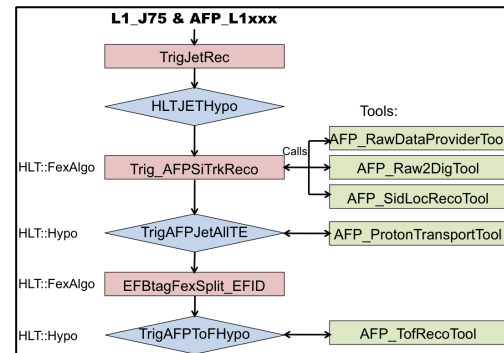 L1_J75 & AFP_L1xxx
TrigJetRec
HLTJETHypo
Tools:
AFP_RawDataProviderTool
Calls
HLT::FexAlgo
Trig_AFPSiTrkReco
AFP_Raw2DigTool
AFP_SidLocRecoTool
HLT::Hypo
TrigAFPJetAllTE
AFP_ProtonTransportTool
HLT::FexAlgo
EFBtagFexSplit_EFID
HLT::Hypo
TrigAFPToFHypo
AFP_TofRecoTool